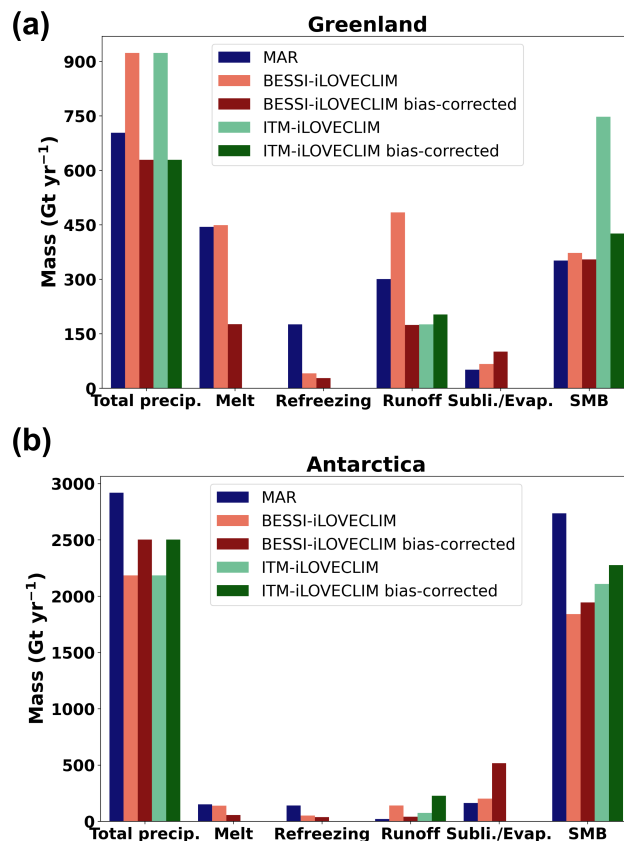 (a)
Greenland
Mass (Gt yr⁻¹)
900
750
600
450
300
150
0
MAR
BESSI-iLOVECLIM
BESSI-iLOVECLIM bias-corrected
ITM-iLOVECLIM
ITM-iLOVECLIM bias-corrected
Total precip. Melt Refreezing Runoff Subli./Evap. SMB
(b)
Antarctica
Mass (Gt yr⁻¹)
3000
2500
2000
1500
1000
500
0
MAR
BESSI-iLOVECLIM
BESSI-iLOVECLIM bias-corrected
ITM-iLOVECLIM
ITM-iLOVECLIM bias-corrected
Total precip. Melt Refreezing Runoff Subli./Evap. SMB